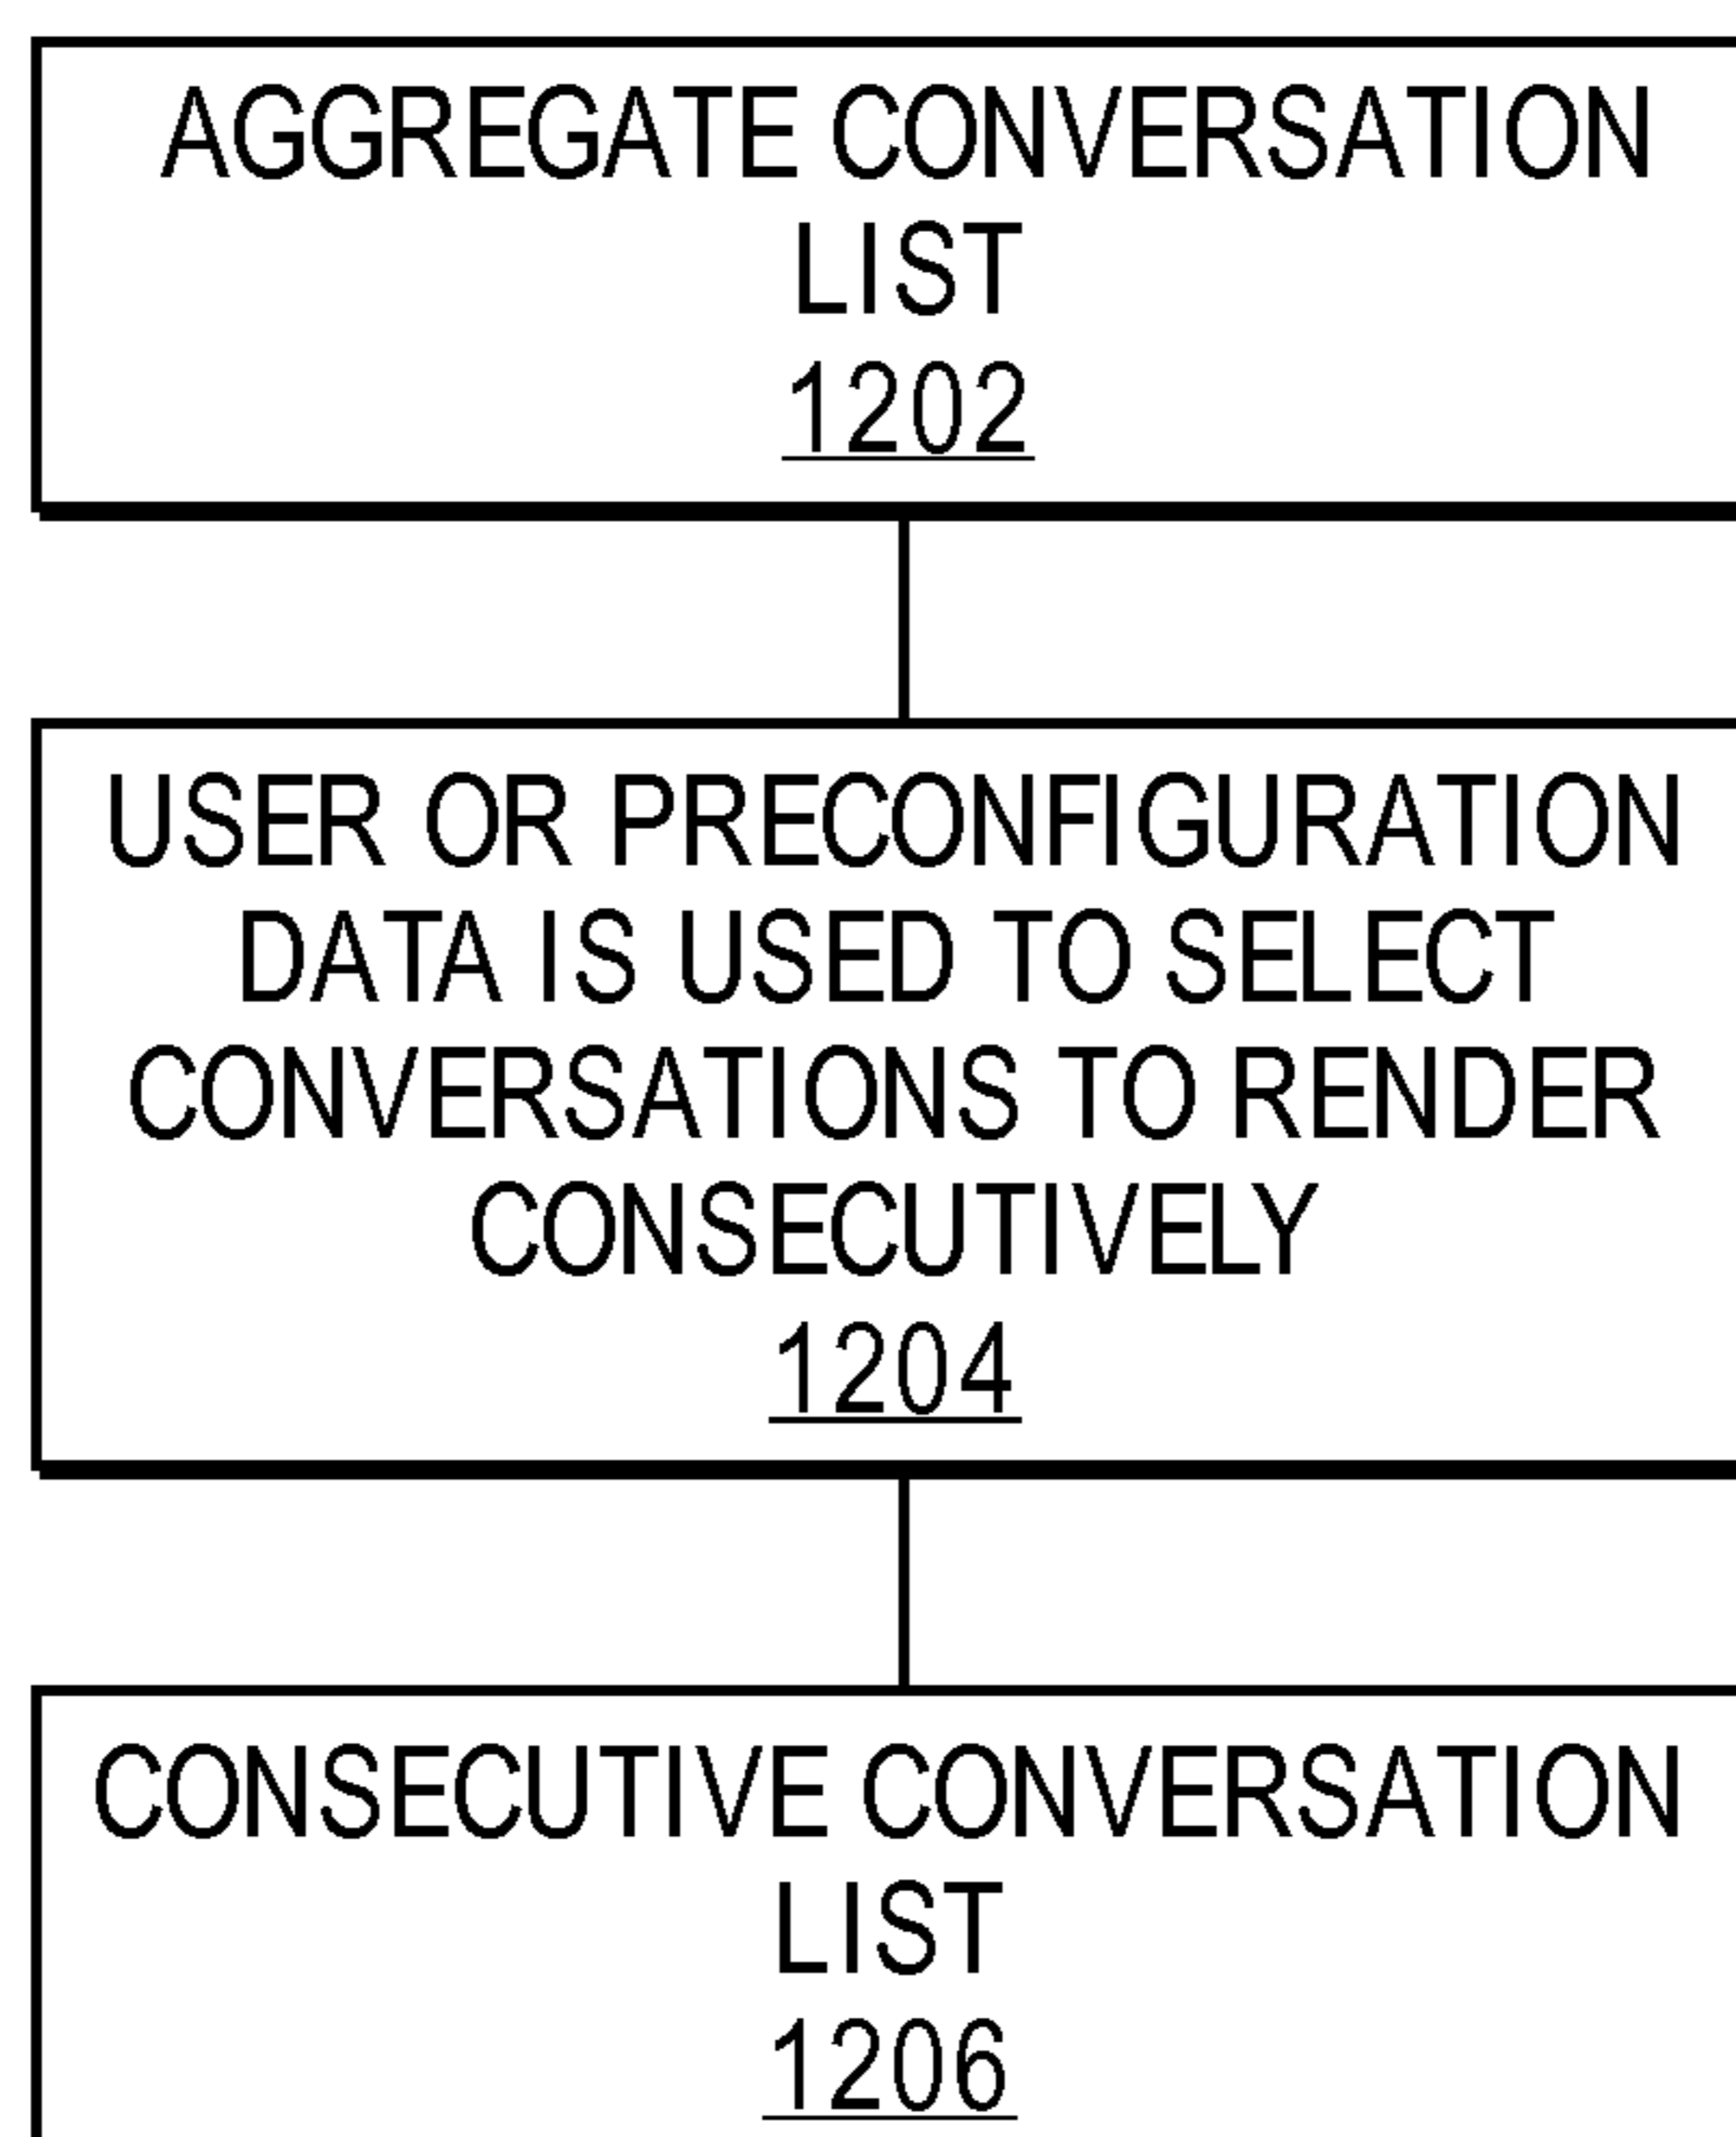 AGGREGATE CONVERSATION
LIST
1202
USER OR PRECONFIGURATION
DATA IS USED TO SELECT
CONVERSATIONS TO RENDER
CONSECUTIVELY
1204
CONSECUTIVE CONVERSATION
LIST
1206